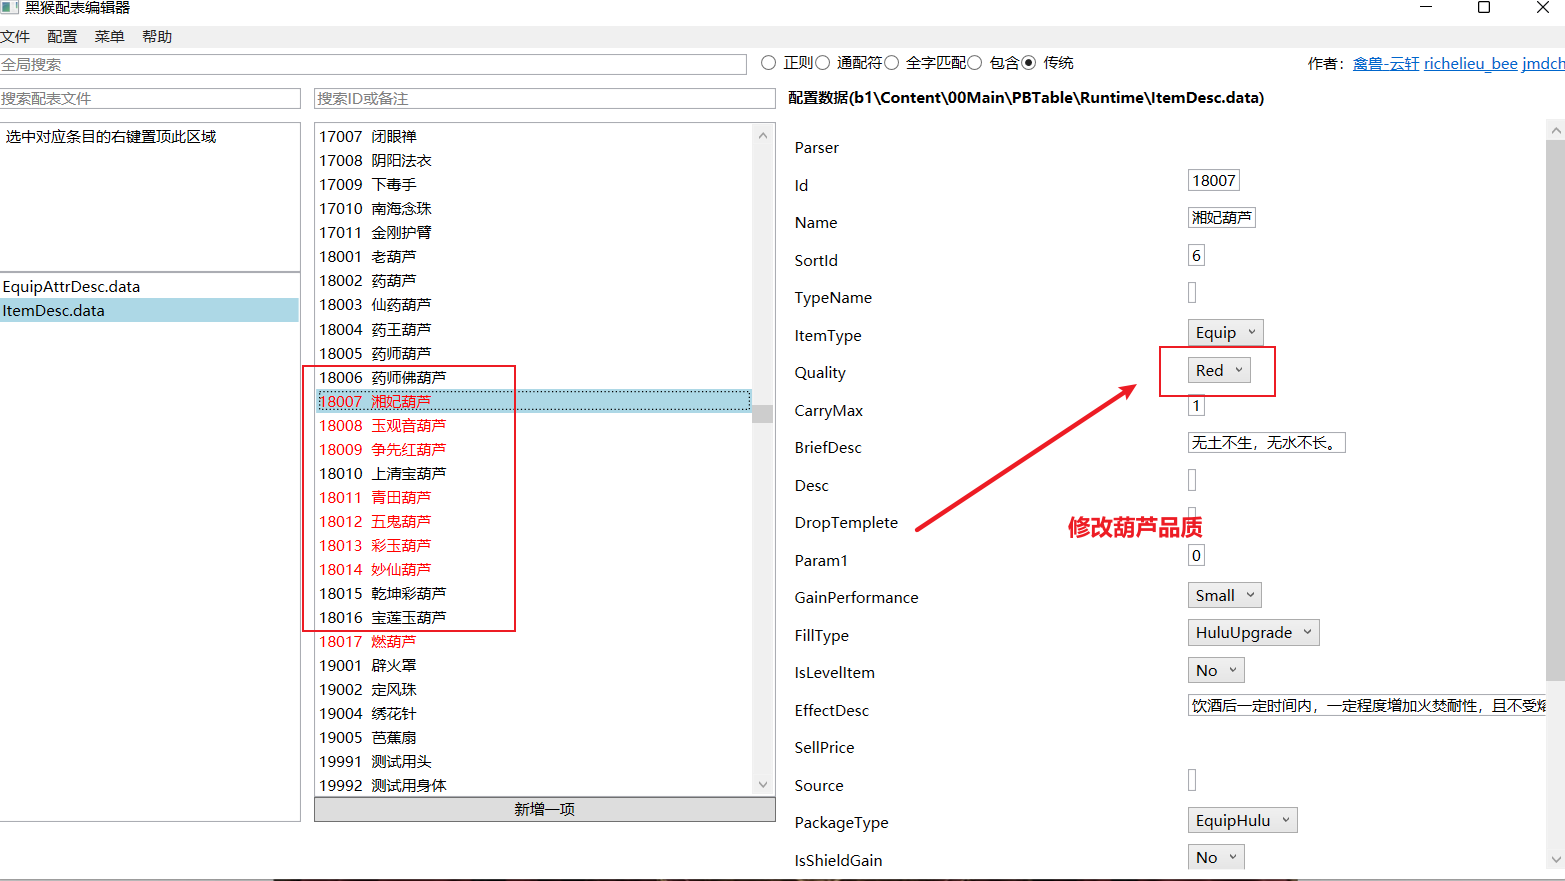 黑猴配表编辑器
文件 配置 菜单 帮助
全局搜索
正则 通配符 全字匹配 包含 传统
作者： 禽兽-云轩 richelieu_bee jmdch
搜索配表文件
选中对应条目的右键置顶此区域
EquipAttrDesc.data
ItemDesc.data
搜索ID或备注
17007 闭眼禅
17008 阴阳法衣
17009 下毒手
17010 南海念珠
17011 金刚护臂
18001 老葫芦
18002 药葫芦
18003 仙药葫芦
18004 药王葫芦
18005 药师葫芦
18006 药师佛葫芦
18007 湘妃葫芦
18008 玉观音葫芦
18009 争先红葫芦
18010 上清宝葫芦
18011 青田葫芦
18012 五鬼葫芦
18013 彩玉葫芦
18014 妙仙葫芦
18015 乾坤彩葫芦
18016 宝莲玉葫芦
18017 燃葫芦
19001 辟火罩
19002 定风珠
19004 绣花针
19005 芭蕉扇
19991 测试用头
19992 测试用身体
新增一项
配置数据(b1\Content\00Main\PBTable\Runtime\ItemDesc.data)
Parser
Id 18007
Name 湘妃葫芦
SortId 6
TypeName
ItemType Equip
Quality Red
CarryMax 1
BriefDesc 无土不生，无水不长。
Desc
DropTemplete
修改葫芦品质
Param1 0
GainPerformance Small
FillType HuluUpgrade
IsLevelItem No
EffectDesc 饮酒后一定时间内，一定程度增加火焚耐性，且不受
SellPrice
Source
PackageType EquipHulu
IsShieldGain No